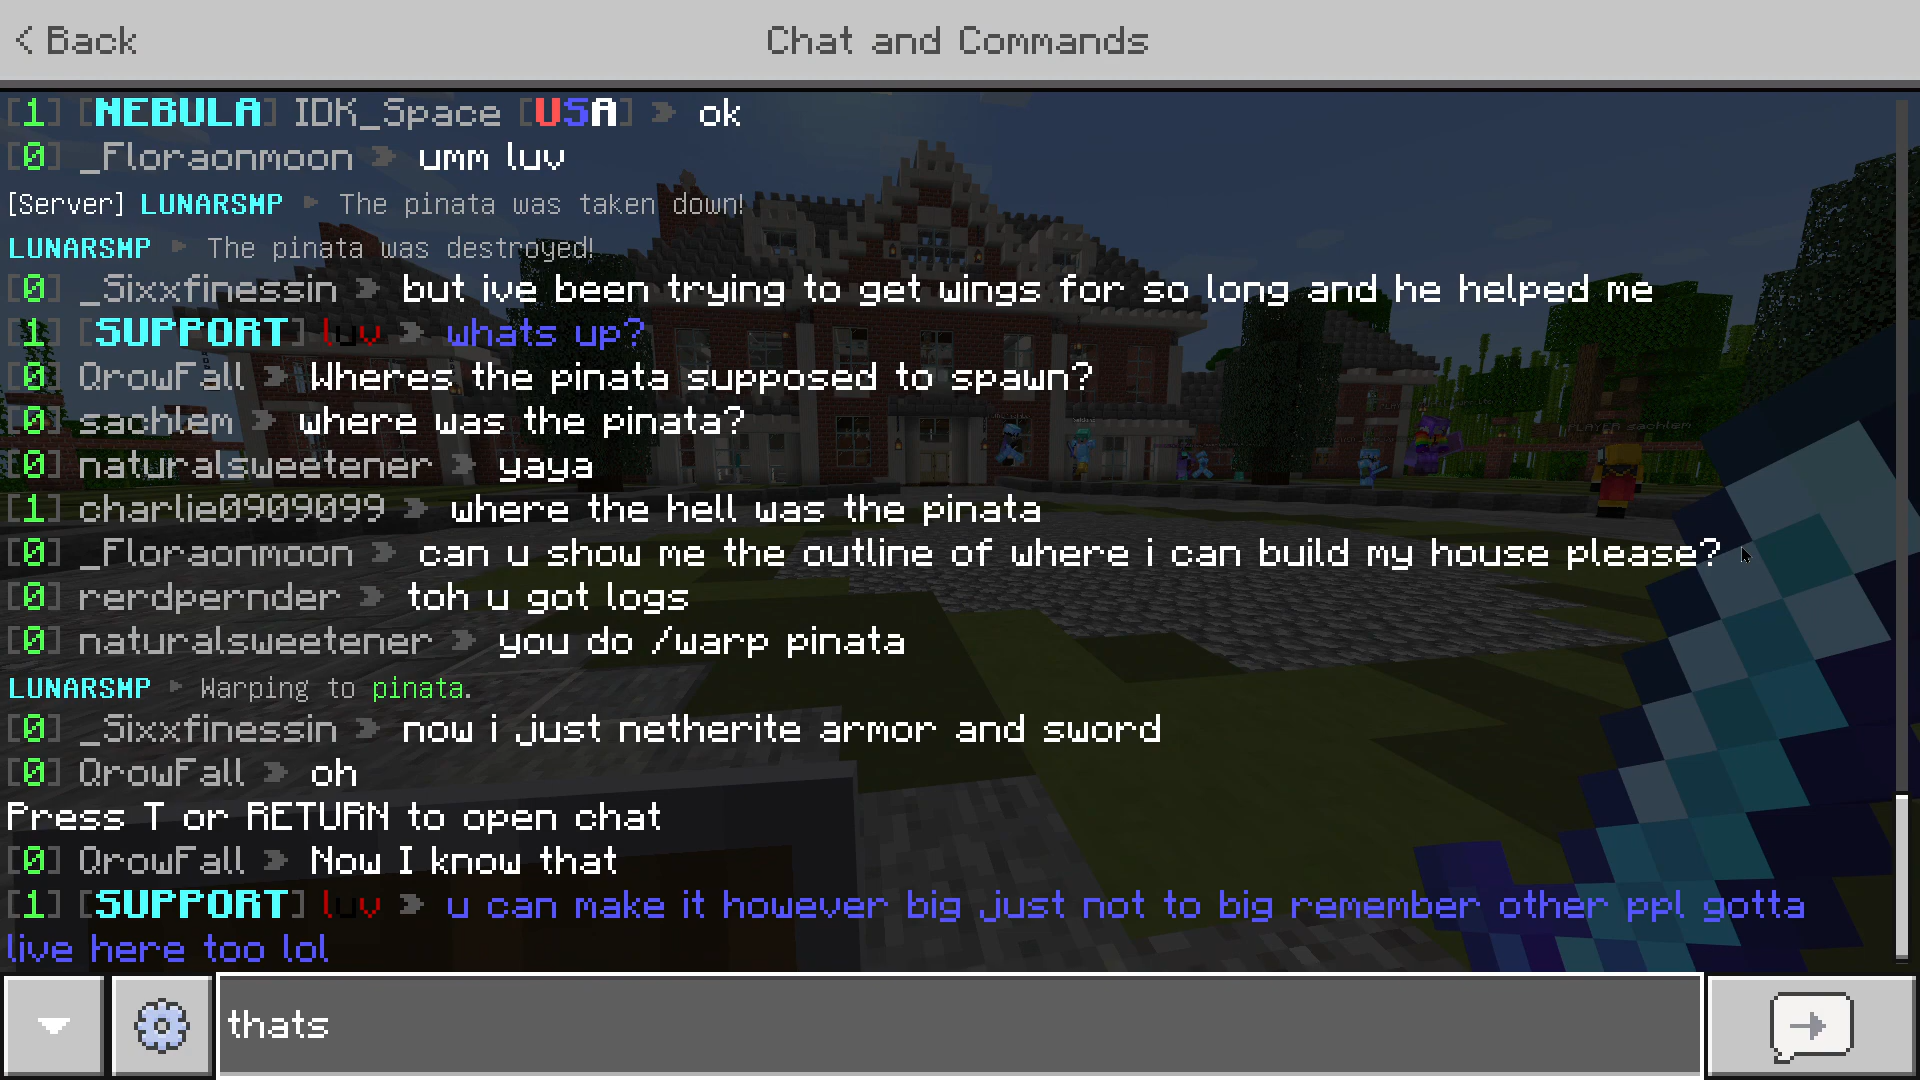 < Back
Chat and Commands
[1] [NEBULA] IDK_Space [USA] > ok
[0] _Floraonmoon > umm luv
[Server] LUNARSMP ▸ The pinata was taken down!
LUNARSMP ▸ The pinata was destroyed!
[0] _Sixxfinessin > but ive been trying to get wings for so long and he helped me
[1] [SUPPORT] luv > whats up?
[0] QrowFall > Wheres the pinata supposed to spawn?
[0] sachlem > where was the pinata?
[0] naturalsweetener > yaya
[1] charlie0909099 > where the hell was the pinata
[0] _Floraonmoon > can u show me the outline of where i can build my house please?
[0] rerdpernder > toh u got logs
[0] naturalsweetener > you do /warp pinata
LUNARSMP ▸ Warping to pinata.
[0] _Sixxfinessin > now i just netherite armor and sword
[0] QrowFall > oh
Press T or RETURN to open chat
[0] QrowFall > Now I know that
[1] [SUPPORT] luv > u can make it however big just not to big remember other ppl gotta
live here too lol
thats
PLAYER sachlem